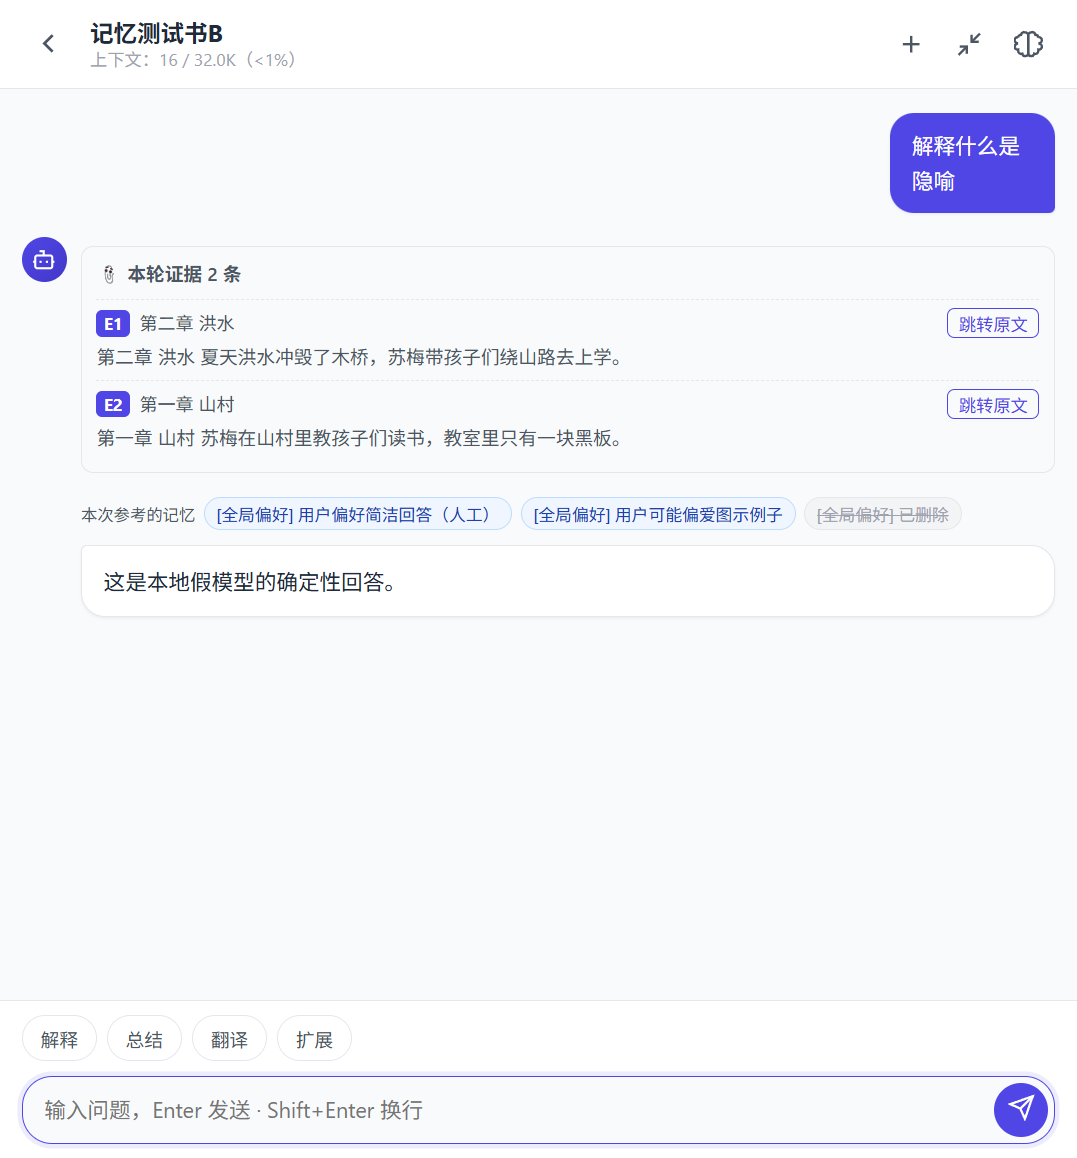 记忆测试书B
上下文：16 / 32.0K（<1%）
解释什么是
隐喻
本轮证据 2 条
E1 第二章 洪水 跳转原文
第二章 洪水 夏天洪水冲毁了木桥，苏梅带孩子们绕山路去上学。
E2 第一章 山村 跳转原文
第一章 山村 苏梅在山村里教孩子们读书，教室里只有一块黑板。
本次参考的记忆 [全局偏好] 用户偏好简洁回答（人工） [全局偏好] 用户可能偏爱图示例子 [全局偏好] 已删除
这是本地假模型的确定性回答。
解释 总结 翻译 扩展
输入问题，Enter 发送 · Shift+Enter 换行